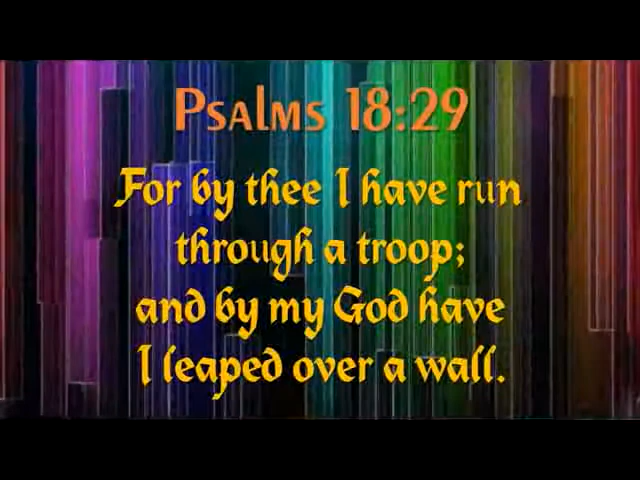 Psalms 18:29
For by thee I have run
through a troop;
and by my God have
I leaped over a wall.